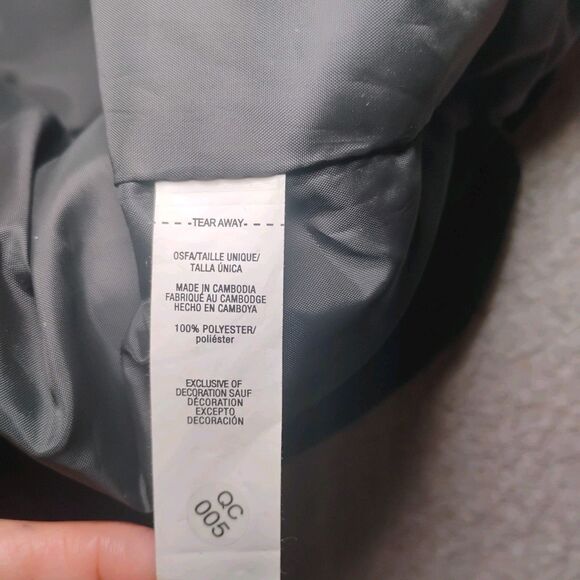 -TEAR AWAY-
OSFA/TAILLE UNIQUE/
TALLA ÚNICA
MADE IN CAMBODIA
FABRIQUÉ AU CAMBODGE
HECHO EN CAMBOYA
100% POLYESTER/
poliéster
EXCLUSIVE OF
DECORATION SAUF
DÉCORATION
EXCEPTO
DECORACIÓN
QC
005